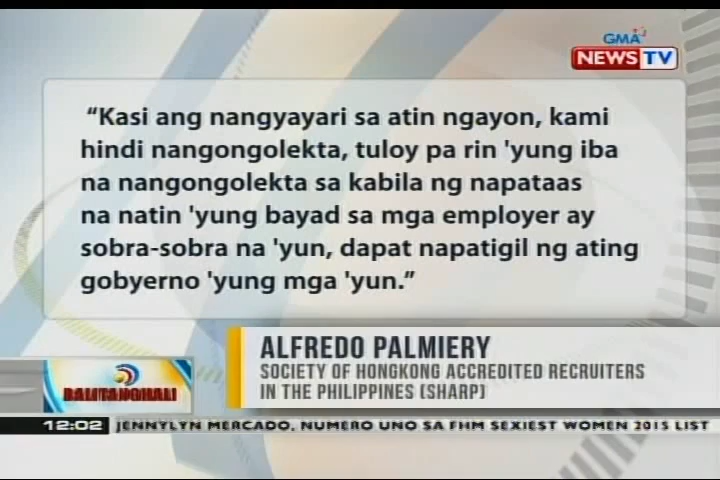 GMA
NEWS TV
“Kasi ang nangyayari sa atin ngayon, kami
hindi nangongolekta, tuloy pa rin 'yung iba
na nangongolekta sa kabila ng napataas
na natin 'yung bayad sa mga employer ay
sobra-sobra na 'yun, dapat napatigil ng ating
gobyerno 'yung mga 'yun.”
ALFREDO PALMIERY
SOCIETY OF HONGKONG ACCREDITED RECRUITERS
IN THE PHILIPPINES (SHARP)
BALITANGHALI
12:02 JENNYLYN MERCADO, NUMERO UNO SA FHM SEXIEST WOMEN 2015 LIST